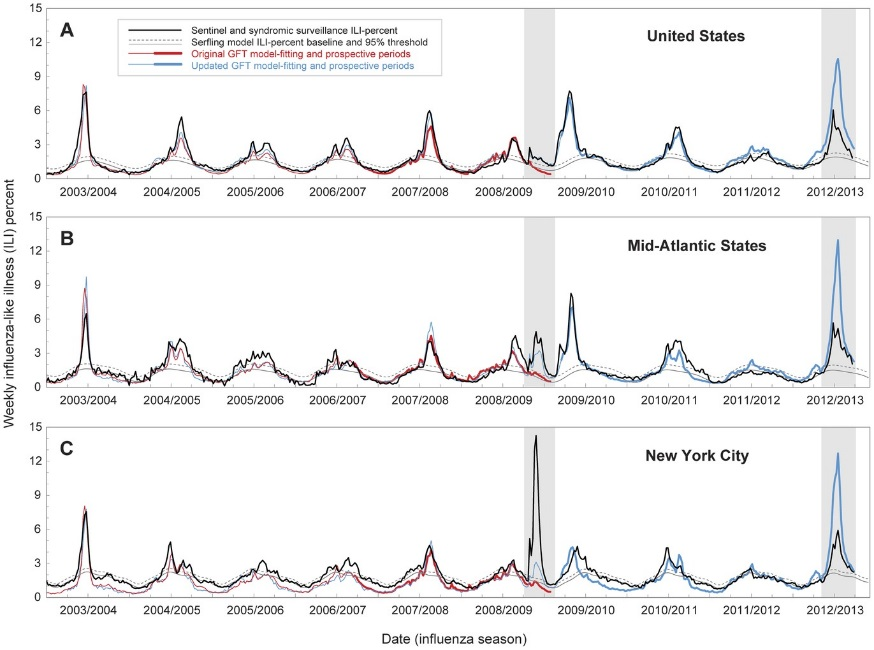 A
Sentinel and syndromic surveillance ILI-percent
Serfling model ILI-percent baseline and 95% threshold
Original GFT model-fitting and prospective periods
Updated GFT model-fitting and prospective periods
United States
15
12
9
6
3
0
2003/2004 2004/2005 2005/2006 2006/2007 2007/2008 2008/2009 2009/2010 2010/2011 2011/2012 2012/2013
B
Mid-Atlantic States
15
12
9
6
3
0
2003/2004 2004/2005 2005/2006 2006/2007 2007/2008 2008/2009 2009/2010 2010/2011 2011/2012 2012/2013
C
New York City
15
12
9
6
3
0
2003/2004 2004/2005 2005/2006 2006/2007 2007/2008 2008/2009 2009/2010 2010/2011 2011/2012 2012/2013
Weekly influenza-like illness (ILI) percent
Date (influenza season)